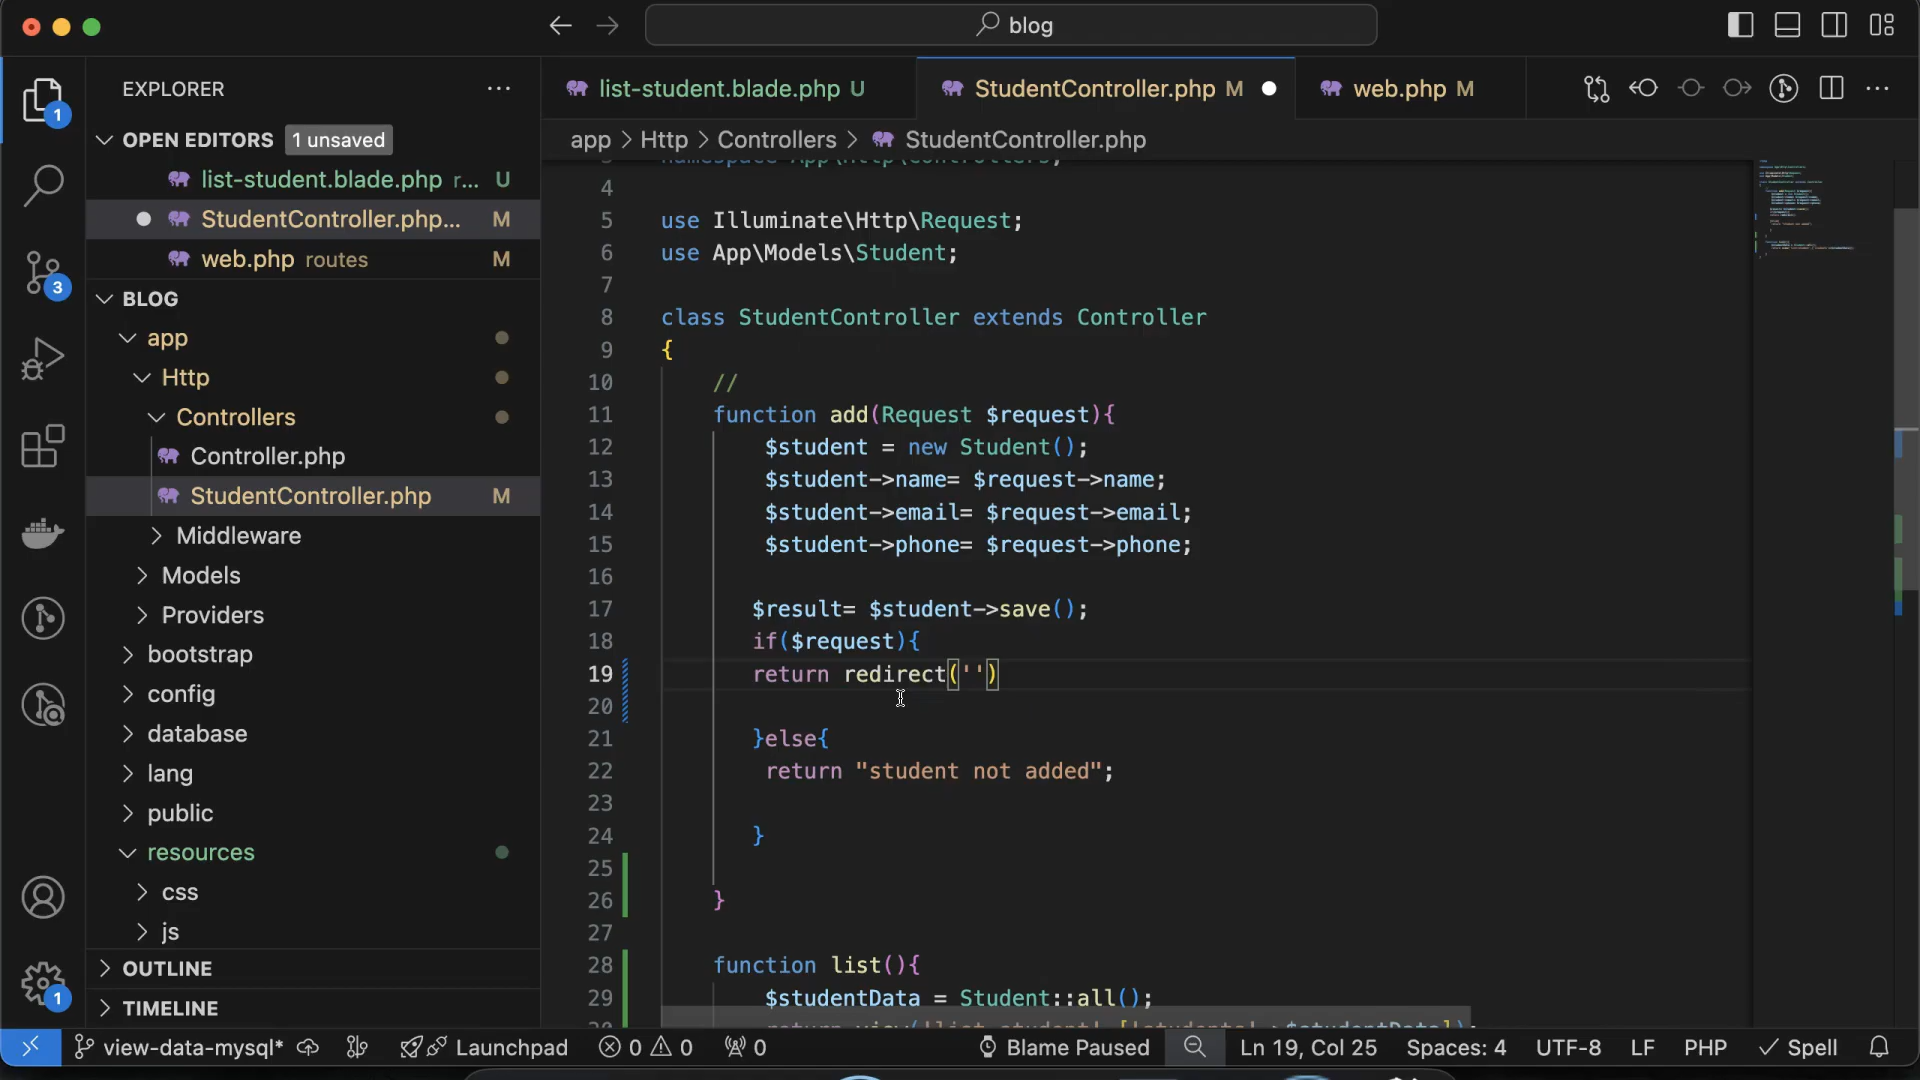 blog
EXPLORER
OPEN EDITORS 1 unsaved
list-student.blade.php r... U
StudentController.php... M
web.php routes M
BLOG
app
Http
Controllers
Controller.php
StudentController.php M
Middleware
Models
Providers
bootstrap
config
database
lang
public
resources
css
js
OUTLINE
TIMELINE
1
3
1
list-student.blade.php U
StudentController.php M
web.php M
app > Http > Controllers > StudentController.php
namespace App\Http\Controllers;
4
5 use Illuminate\Http\Request;
6 use App\Models\Student;
7
8 class StudentController extends Controller
9 {
10 //
11 function add(Request $request){
12 $student = new Student();
13 $student->name= $request->name;
14 $student->email= $request->email;
15 $student->phone= $request->phone;
16
17 $result= $student->save();
18 if($request){
19 return redirect('')
20
21 }else{
22 return "student not added";
23
24 }
25
26 }
27
28 function list(){
29 $studentData = Student::all();
view-data-mysql* Launchpad 0 0 0 Blame Paused Ln 19, Col 25 Spaces: 4 UTF-8 LF PHP Spell